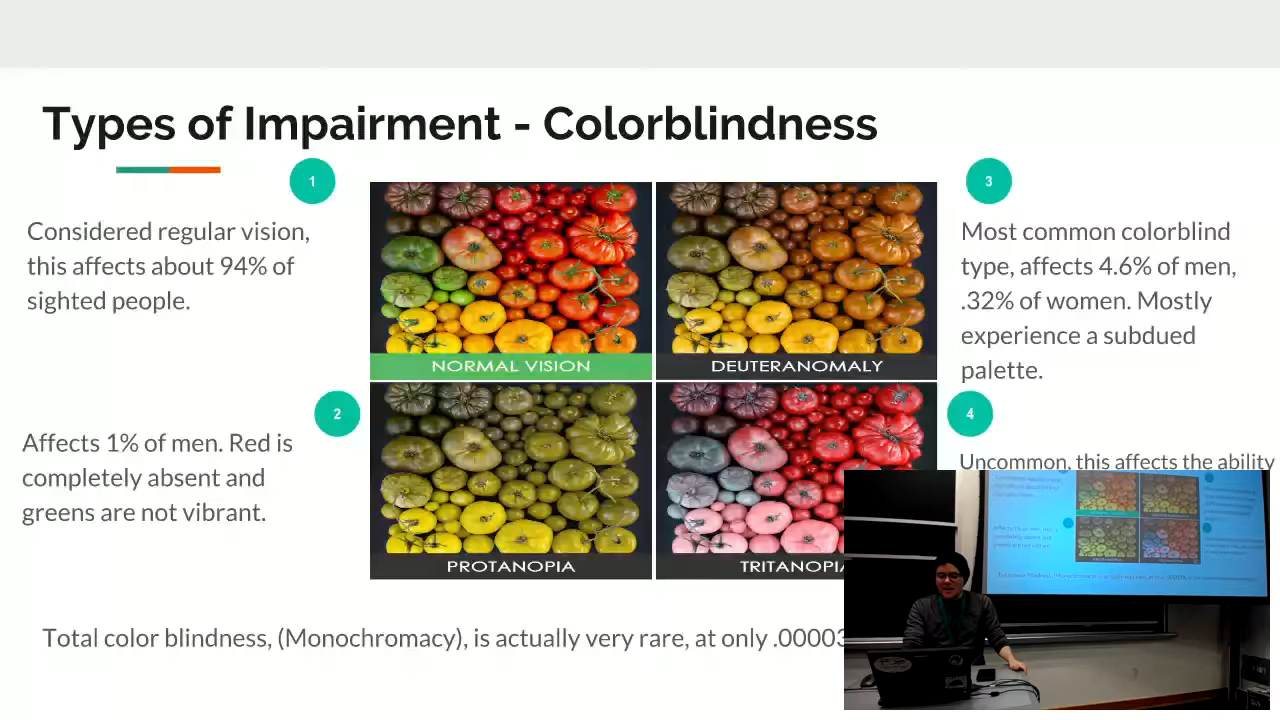 Types of Impairment - Colorblindness
1
Considered regular vision,
this affects about 94% of
sighted people.
2
Affects 1% of men. Red is
completely absent and
greens are not vibrant.
NORMAL VISION
DEUTERANOMALY
PROTANOPIA
3
Most common colorblind
type, affects 4.6% of men,
.32% of women. Mostly
experience a subdued
palette.
4
Uncommon, this affects the ability
Total color blindness, (Monochromacy), is actually very rare, at only